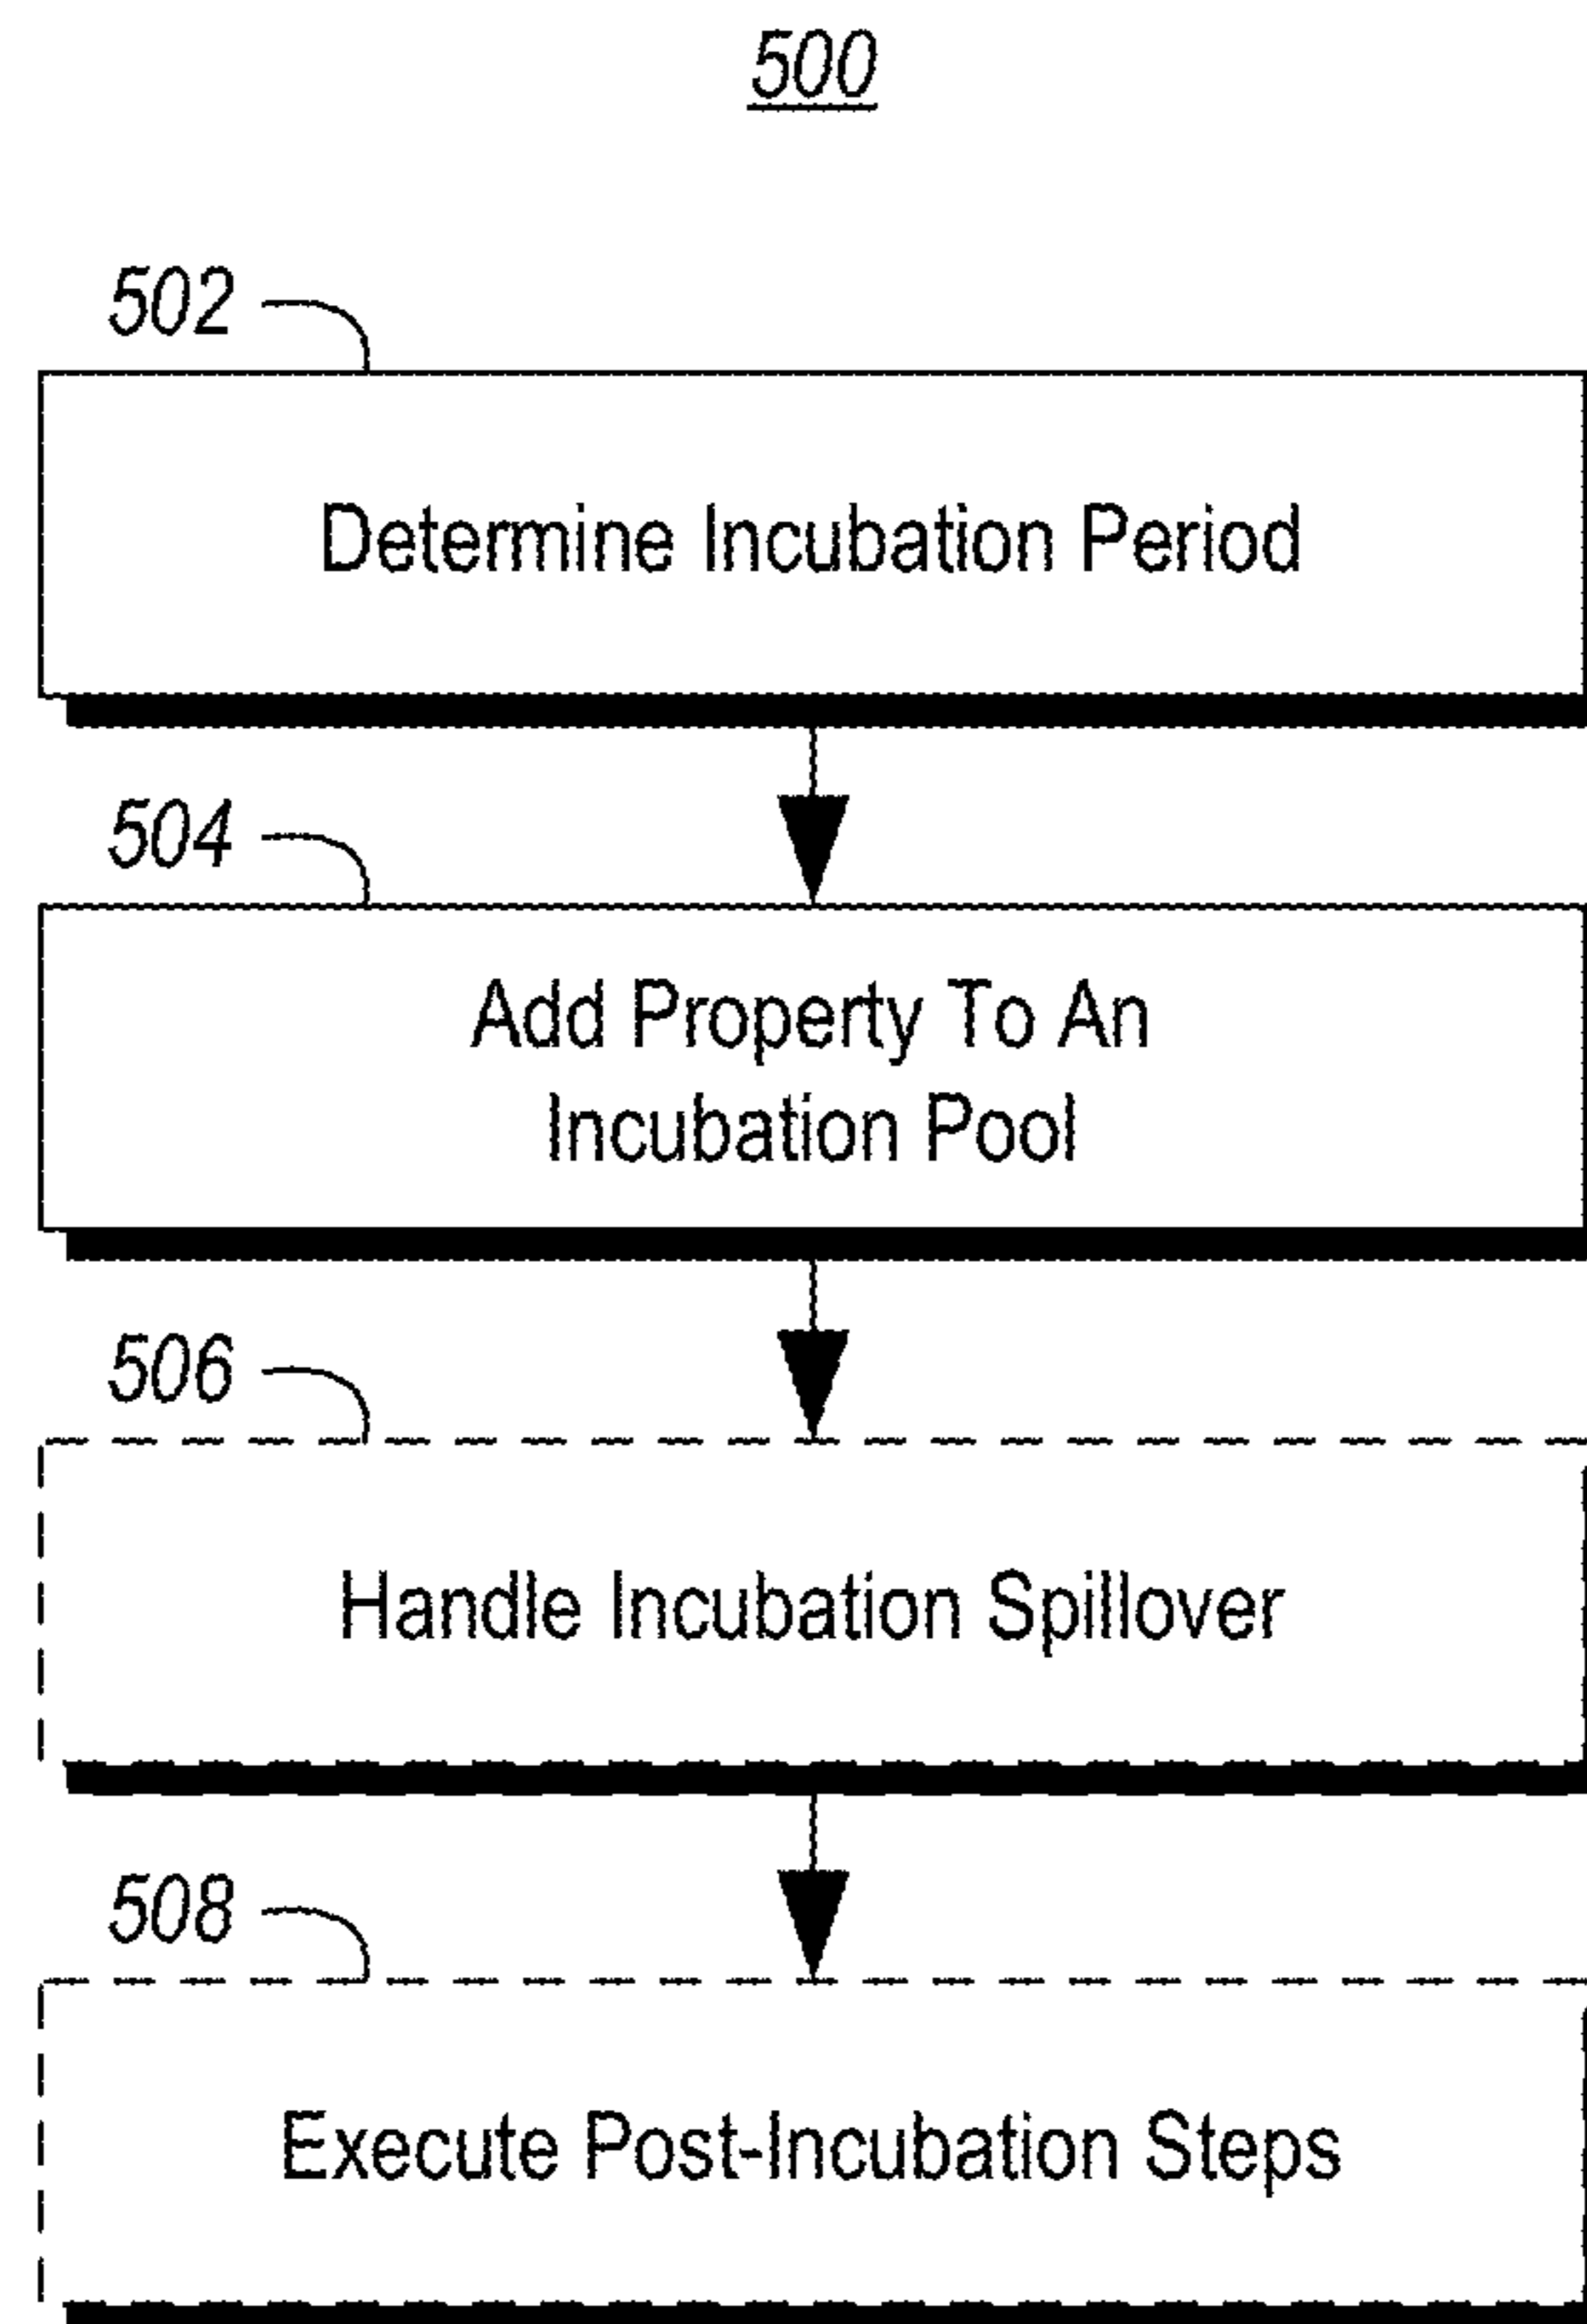 500
502
Determine Incubation Period
504
Add Property To An
Incubation Pool
506
Handle Incubation Spillover
508
Execute Post-Incubation Steps